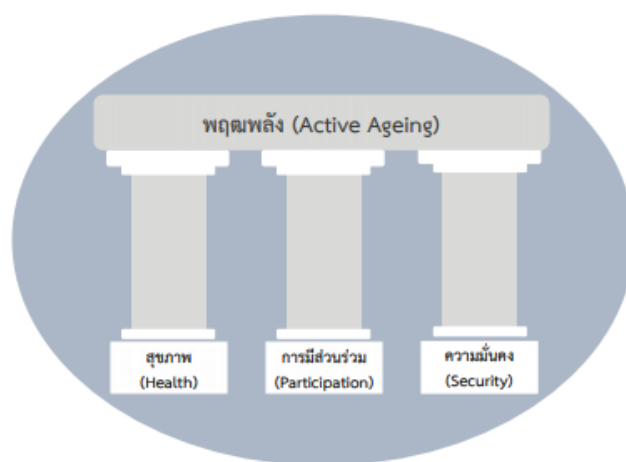 พฤฒพลัง (Active Ageing)
สุขภาพ
(Health)
การมีส่วนร่วม
(Participation)
ความมั่นคง
(Security)